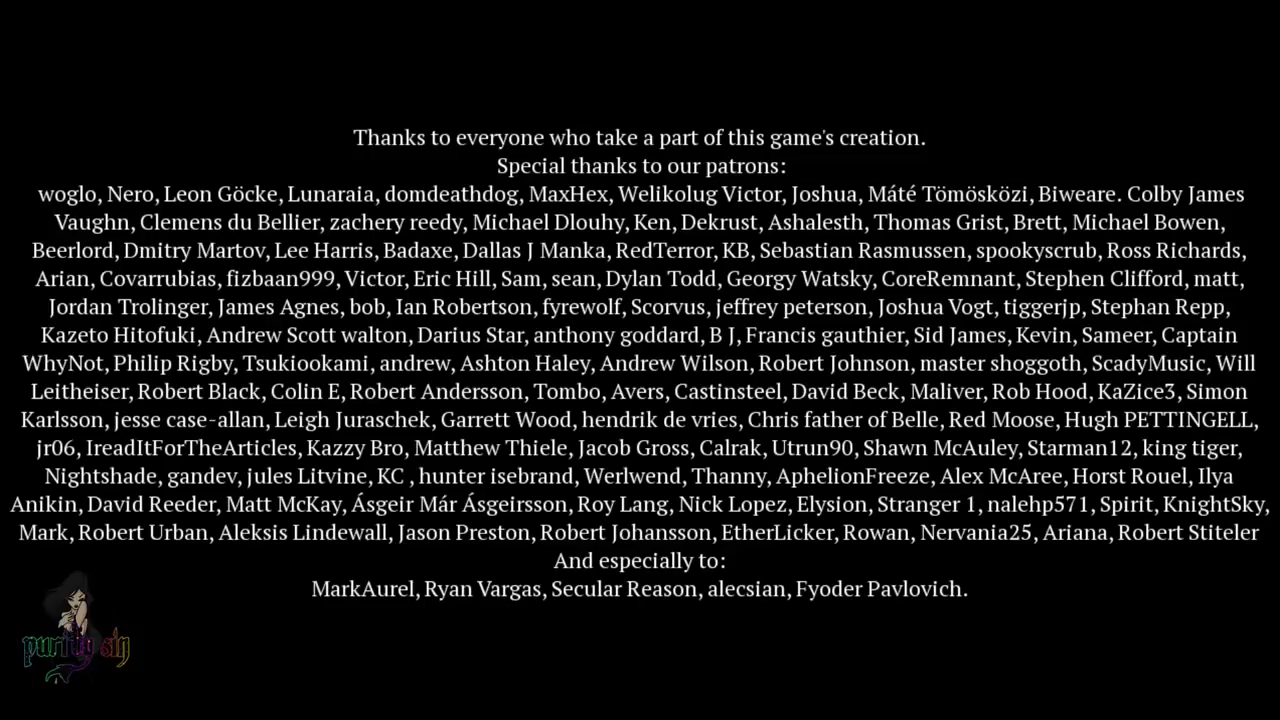 Thanks to everyone who take a part of this game's creation.
Special thanks to our patrons:
woglo, Nero, Leon Göcke, Lunaraia, domdeathdog, MaxHex, Welikolug Victor, Joshua, Máté Tömösközi, Biweare. Colby James
Vaughn, Clemens du Bellier, zachery reedy, Michael Dlouhy, Ken, Dekrust, Ashalesth, Thomas Grist, Brett, Michael Bowen,
Beerlord, Dmitry Martov, Lee Harris, Badaxe, Dallas J Manka, RedTerror, KB, Sebastian Rasmussen, spookyscrub, Ross Richards,
Arian, Covarrubias, fizbaan999, Victor, Eric Hill, Sam, sean, Dylan Todd, Georgy Watsky, CoreRemnant, Stephen Clifford, matt,
Jordan Trolinger, James Agnes, bob, Ian Robertson, fyrewolf, Scorvus, jeffrey peterson, Joshua Vogt, tiggerjp, Stephan Repp,
Kazeto Hitofuki, Andrew Scott walton, Darius Star, anthony goddard, B J, Francis gauthier, Sid James, Kevin, Sameer, Captain
WhyNot, Philip Rigby, Tsukiookami, andrew, Ashton Haley, Andrew Wilson, Robert Johnson, master shoggoth, ScadyMusic, Will
Leitheiser, Robert Black, Colin E, Robert Andersson, Tombo, Avers, Castinsteel, David Beck, Maliver, Rob Hood, KaZice3, Simon
Karlsson, jesse case-allan, Leigh Juraschek, Garrett Wood, hendrik de vries, Chris father of Belle, Red Moose, Hugh PETTINGELL,
jr06, IreadItForTheArticles, Kazzy Bro, Matthew Thiele, Jacob Gross, Calrak, Utrun90, Shawn McAuley, Starman12, king tiger,
Nightshade, gandev, jules Litvine, KC , hunter isebrand, Werlwend, Thanny, AphelionFreeze, Alex McAree, Horst Rouel, Ilya
Anikin, David Reeder, Matt McKay, Ásgeir Már Ásgeirsson, Roy Lang, Nick Lopez, Elysion, Stranger 1, nalehp571, Spirit, KnightSky,
Mark, Robert Urban, Aleksis Lindewall, Jason Preston, Robert Johansson, EtherLicker, Rowan, Nervania25, Ariana, Robert Stiteler
And especially to:
MarkAurel, Ryan Vargas, Secular Reason, alecsian, Fyoder Pavlovich.
purity sin